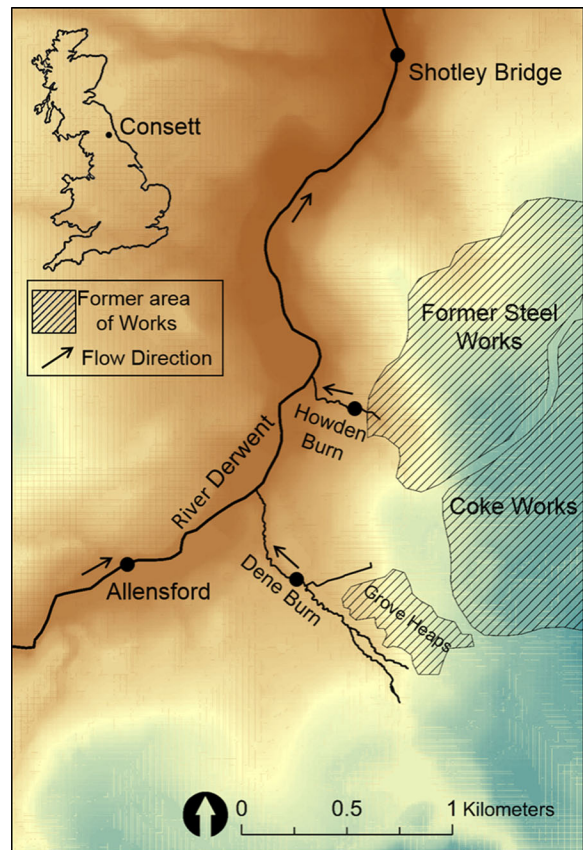 Shotley Bridge
Consett
Former area
of Works
Flow Direction
Former Steel
Works
Howden
Burn
River Derwent
Coke Works
Allensford
Dene Burn
Grove Heaps
0 0.5 1 Kilometers